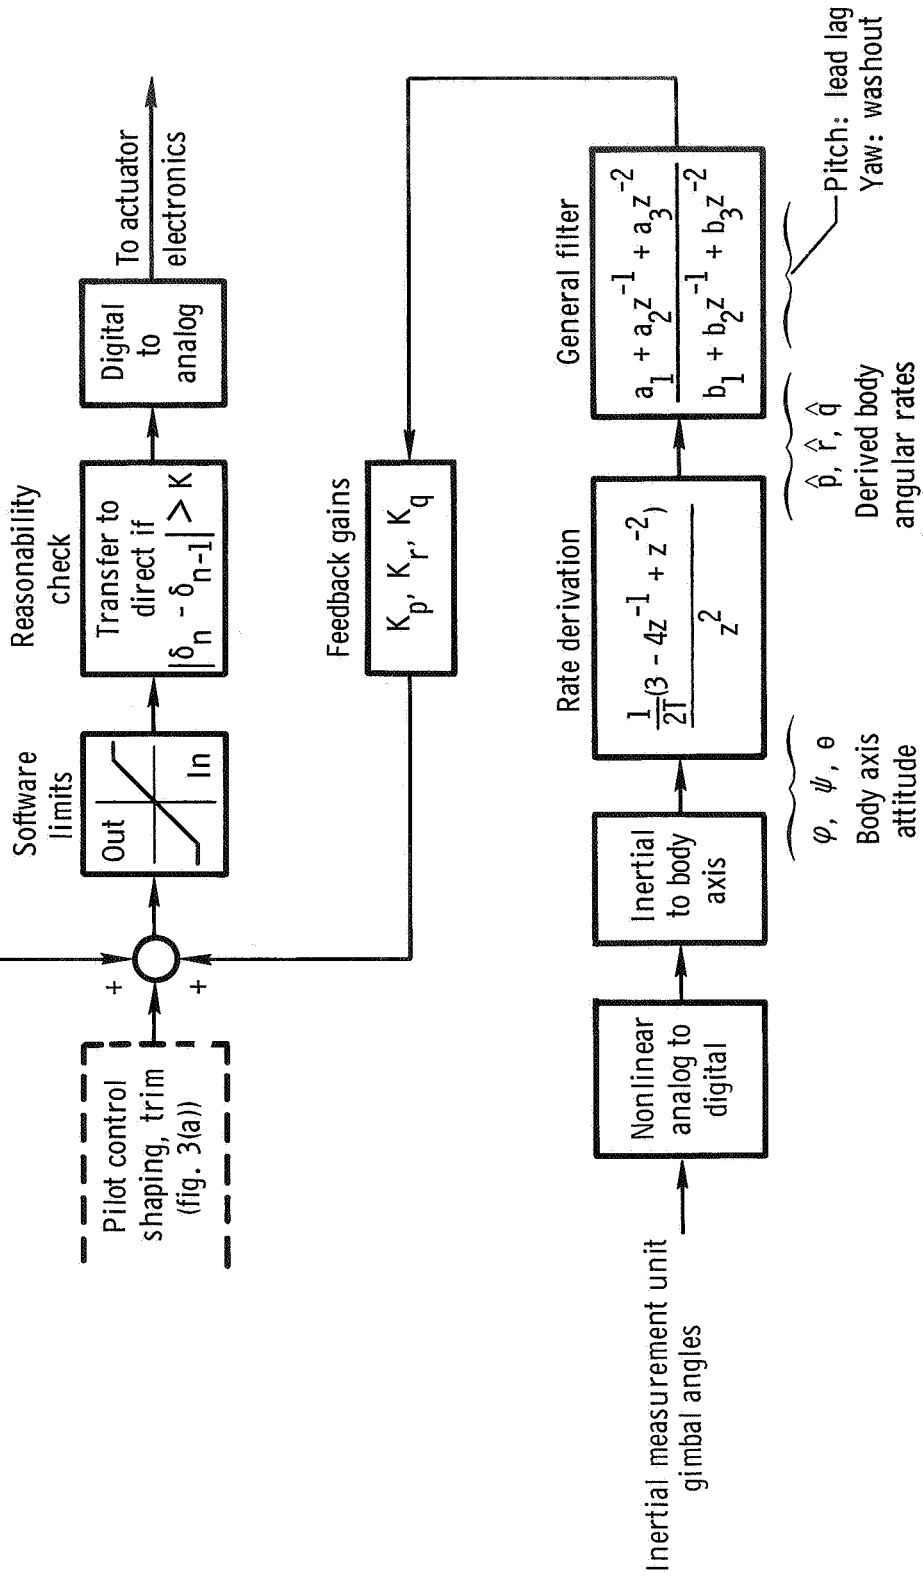 Pilot control
shaping, trim
(fig. 3(a))
+
+
Software
limits
Out
In
Reasonability
check
Transfer to
direct if
|δn - δn-1| > K
Digital
to
analog
To actuator
electronics
Feedback gains
Kp, Kr, Kq
Inertial measurement unit
gimbal angles
Nonlinear
analog to
digital
Inertial
to body
axis
φ, ψ, θ
Body axis
attitude
Rate derivation
1
2T
(3 - 4z^-1 + z^-2)
z^2
p̂, r̂, q̂
Derived body
angular rates
General filter
a1 + a2z^-1 + a3z^-2
b1 + b2z^-1 + b3z^-2
Pitch: lead lag
Yaw: washout